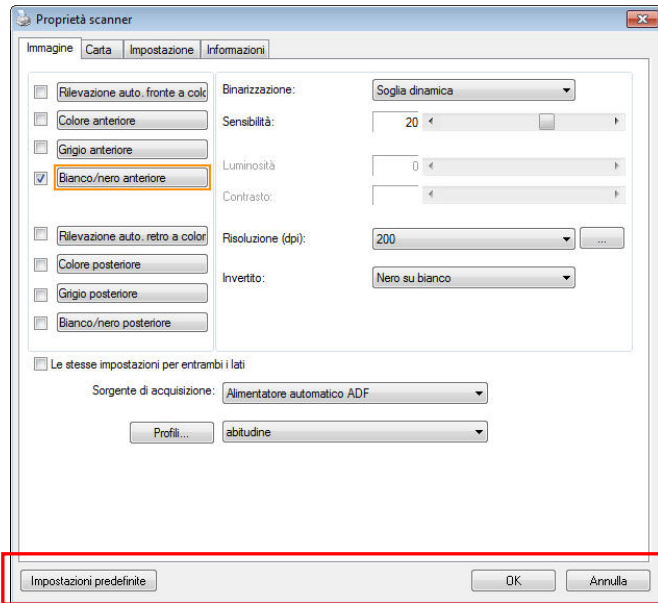 Proprietà scanner
Immagine Carta Impostazione Informazioni
Rilevazione auto. fronte a colo
Binarizzazione: Soglia dinamica
Colore anteriore
Sensibilità: 20
Grigio anteriore
Luminosità 0
Bianco/nero anteriore
Contrasto:
Rilevazione auto. retro a color
Risoluzione (dpi): 200 ...
Colore posteriore
Invertito: Nero su bianco
Grigio posteriore
Bianco/nero posteriore
Le stesse impostazioni per entrambi i lati
Sorgente di acquisizione: Alimentatore automatico ADF
Profili... abitudine
Impostazioni predefinite OK Annulla